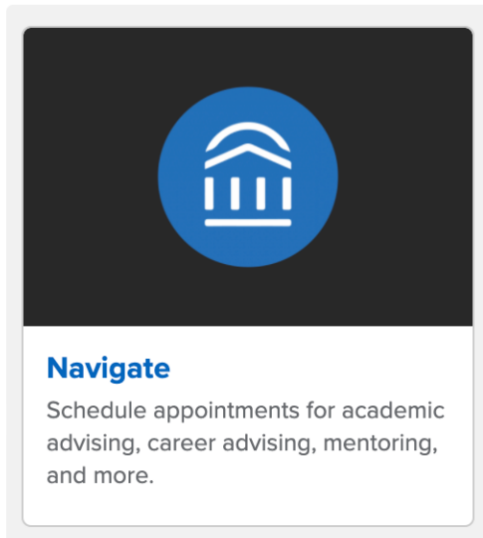 Navigate
Schedule appointments for academic
advising, career advising, mentoring,
and more.